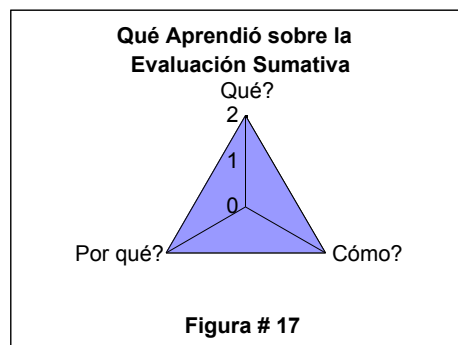 Qué Aprendió sobre la
Evaluación Sumativa
Qué?
2
1
0
Por qué?
Cómo?
Figura # 17